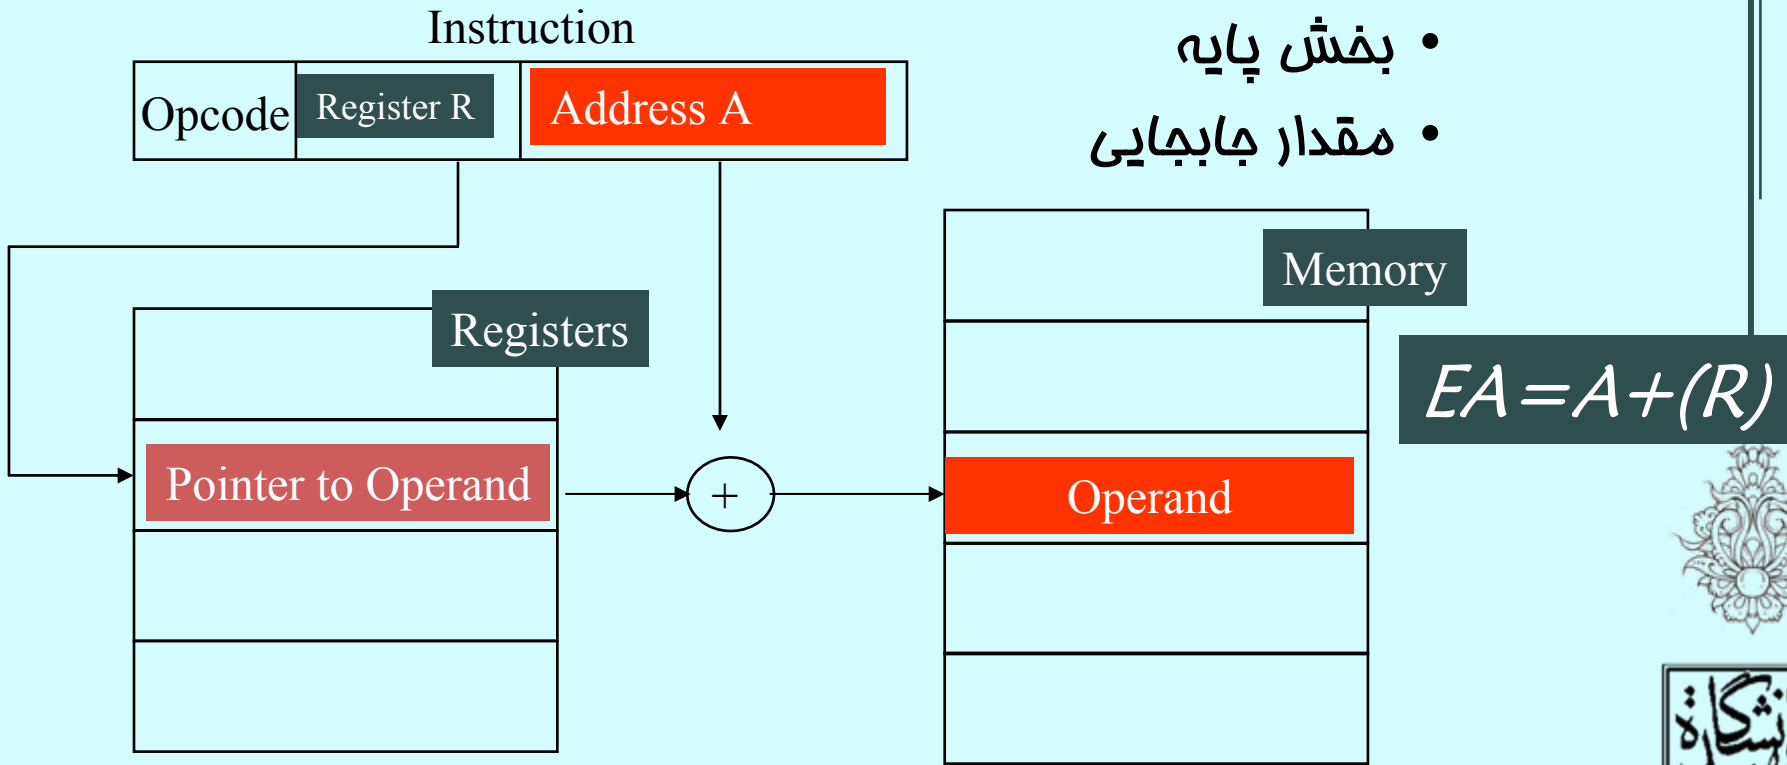 Instruction
Opcode Register R Address A
• بخش پایه
• مقدار جابجایی
Memory
Registers
EA=A+(R)
Pointer to Operand
+
Operand